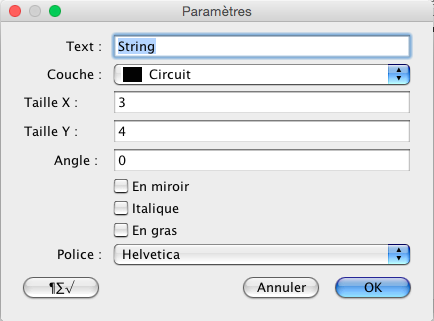 Paramètres
Text : String
Couche : Circuit
Taille X : 3
Taille Y : 4
Angle : 0
En miroir
Italique
En gras
Police : Helvetica
¶∑√ Annuler OK